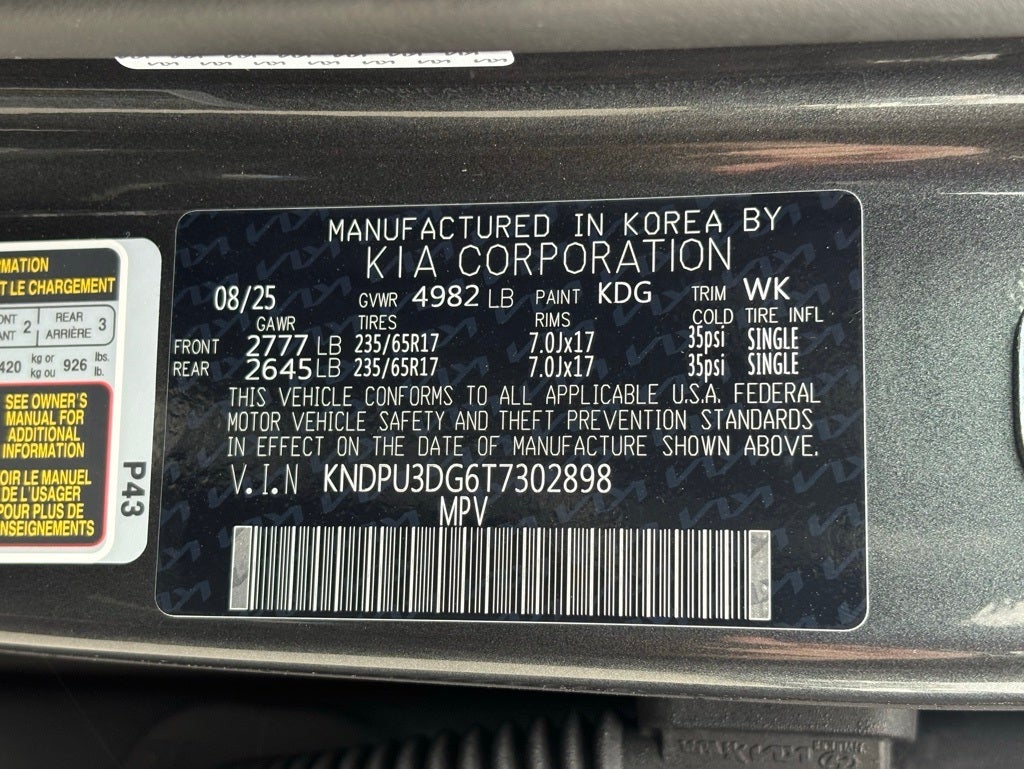 MANUFACTURED IN KOREA BY
KIA CORPORATION
08/25 GVWR 4982 LB PAINT KDG TRIM WK
GAWR TIRES RIMS COLD TIRE INFL
FRONT 2777 LB 235/65R17 7.0Jx17 35psi SINGLE
REAR 2645 LB 235/65R17 7.0Jx17 35psi SINGLE
THIS VEHICLE CONFORMS TO ALL APPLICABLE U.S.A. FEDERAL
MOTOR VEHICLE SAFETY AND THEFT PREVENTION STANDARDS
IN EFFECT ON THE DATE OF MANUFACTURE SHOWN ABOVE.
V.I.N KNDPU3DG6T7302898
MPV
LE CHARGEMENT
2 REAR 3
ARRIÈRE
420 kg or 926 lbs.
kg ou lb.
SEE OWNER'S
MANUAL FOR
ADDITIONAL
INFORMATION
LE MANUEL
DE L'USAGER
POUR PLUS DE
P43